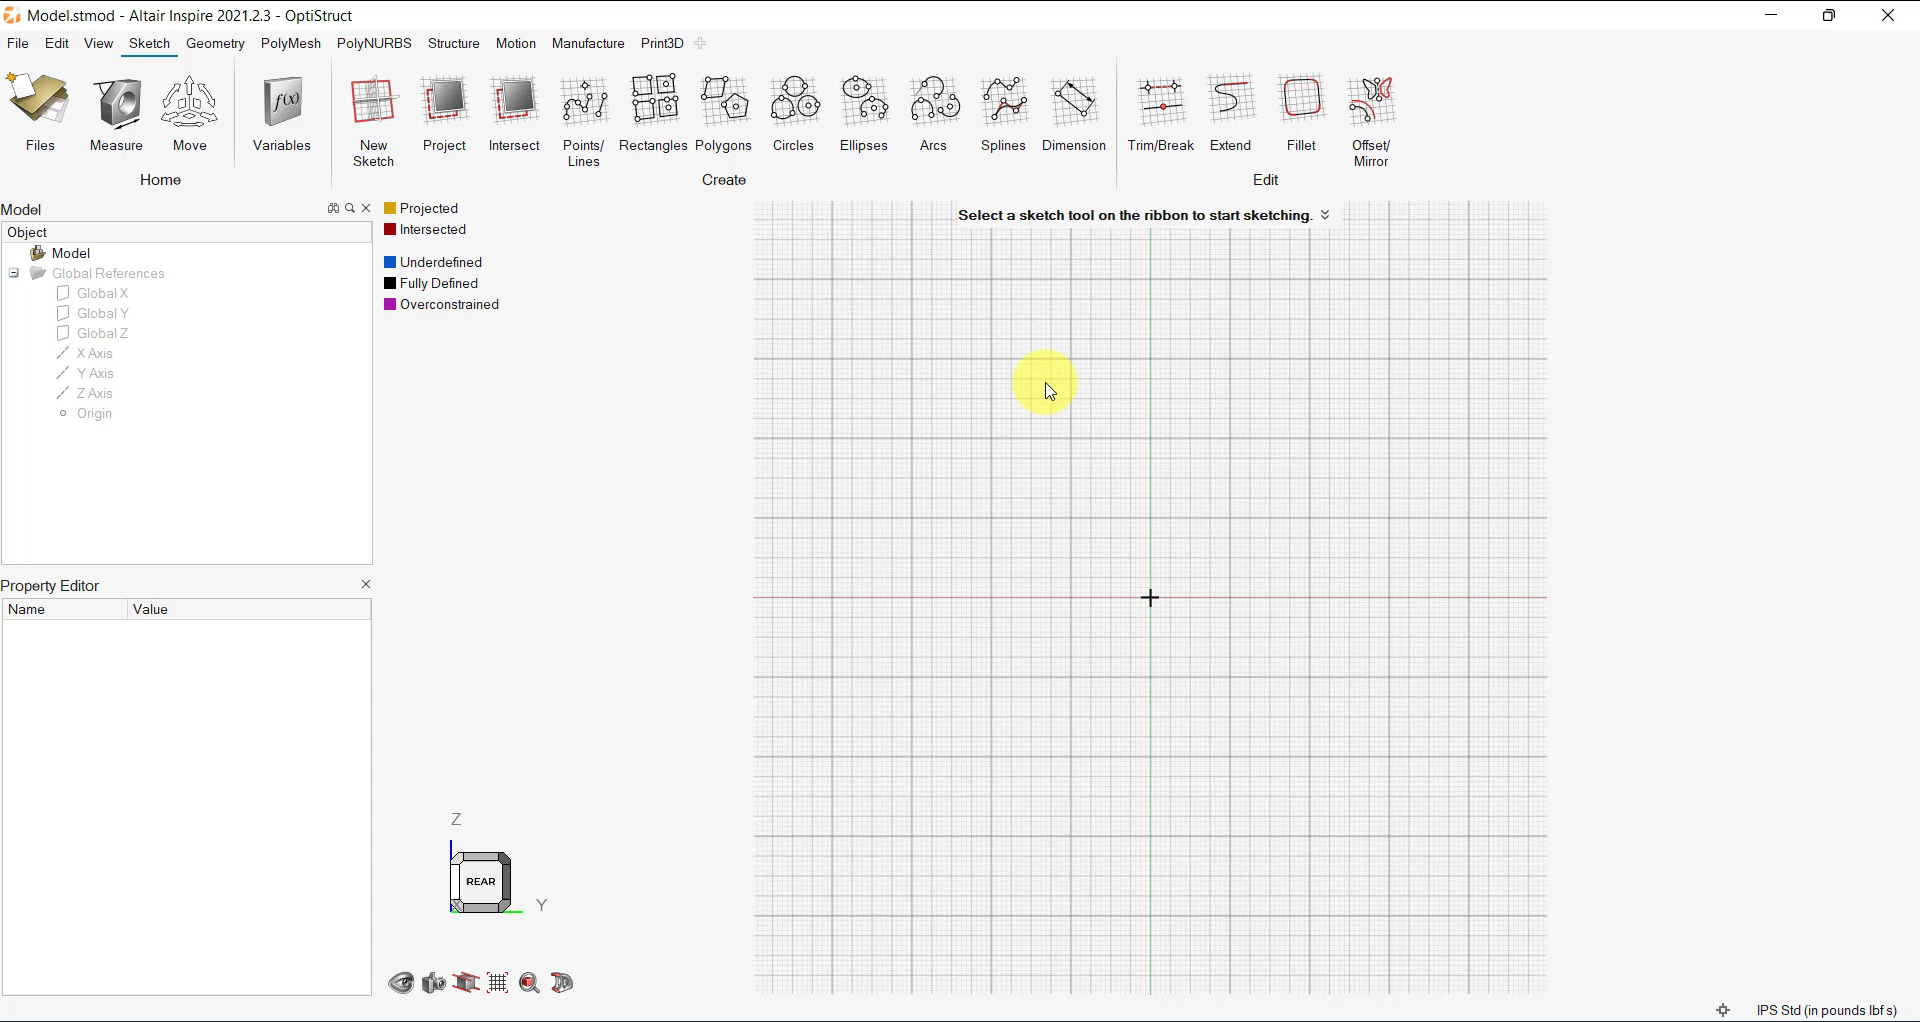 Model.stmod - Altair Inspire 2021.2.3 - OptiStruct
File Edit View Sketch Geometry PolyMesh PolyNURBS Structure Motion Manufacture Print3D
f(x)
Files Measure Move Variables New Sketch Project Intersect Points/ Lines Rectangles Polygons Circles Ellipses Arcs Splines Dimension Trim/Break Extend Fillet Offset/ Mirror
Home Create Edit
Model
Object
Model
Global References
Global X
Global Y
Global Z
X Axis
Y Axis
Z Axis
Origin
Projected
Intersected
Underdefined
Fully Defined
Overconstrained
Select a sketch tool on the ribbon to start sketching.
Property Editor
Name Value
Z
REAR
Y
IPS Std (in pounds lbf s)